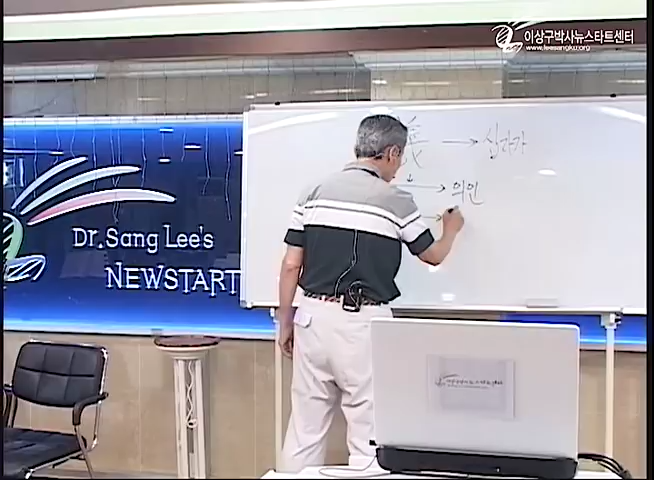 이상구박사뉴스타트센터
www.leesangku.org
義 → 십자가
↓
→ 의인
Dr.Sang Lee's
NEWSTART